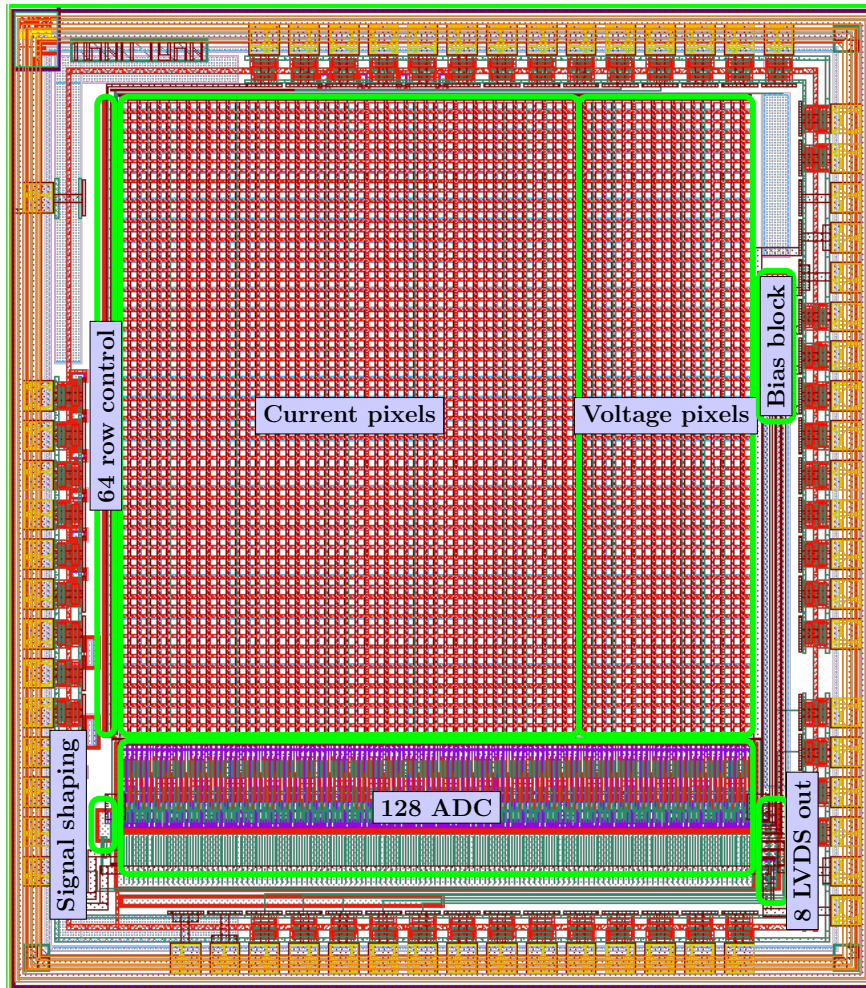 64 row control
Current pixels
Voltage pixels
Bias block
Signal shaping
128 ADC
8 LVDS out